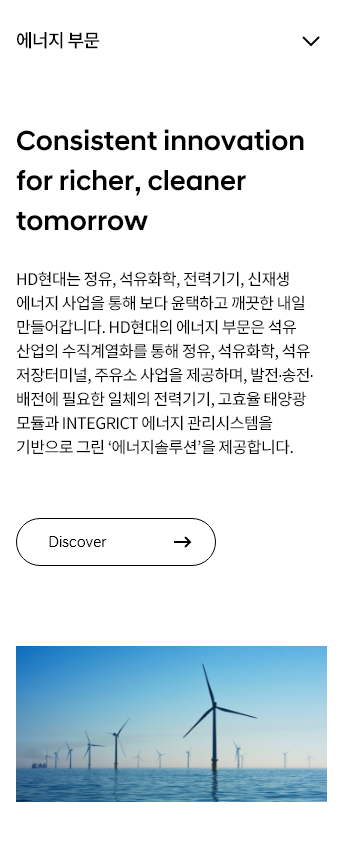 에너지 부문
Consistent innovation
for richer, cleaner
tomorrow
HD현대는 정유, 석유화학, 전력기기, 신재생
에너지 사업을 통해 보다 윤택하고 깨끗한 내일
만들어갑니다. HD현대의 에너지 부문은 석유
산업의 수직계열화를 통해 정유, 석유화학, 석유
저장터미널, 주유소 사업을 제공하며, 발전·송전·
배전에 필요한 일체의 전력기기, 고효율 태양광
모듈과 INTEGRICT 에너지 관리시스템을
기반으로 그린 ‘에너지솔루션’을 제공합니다.
Discover